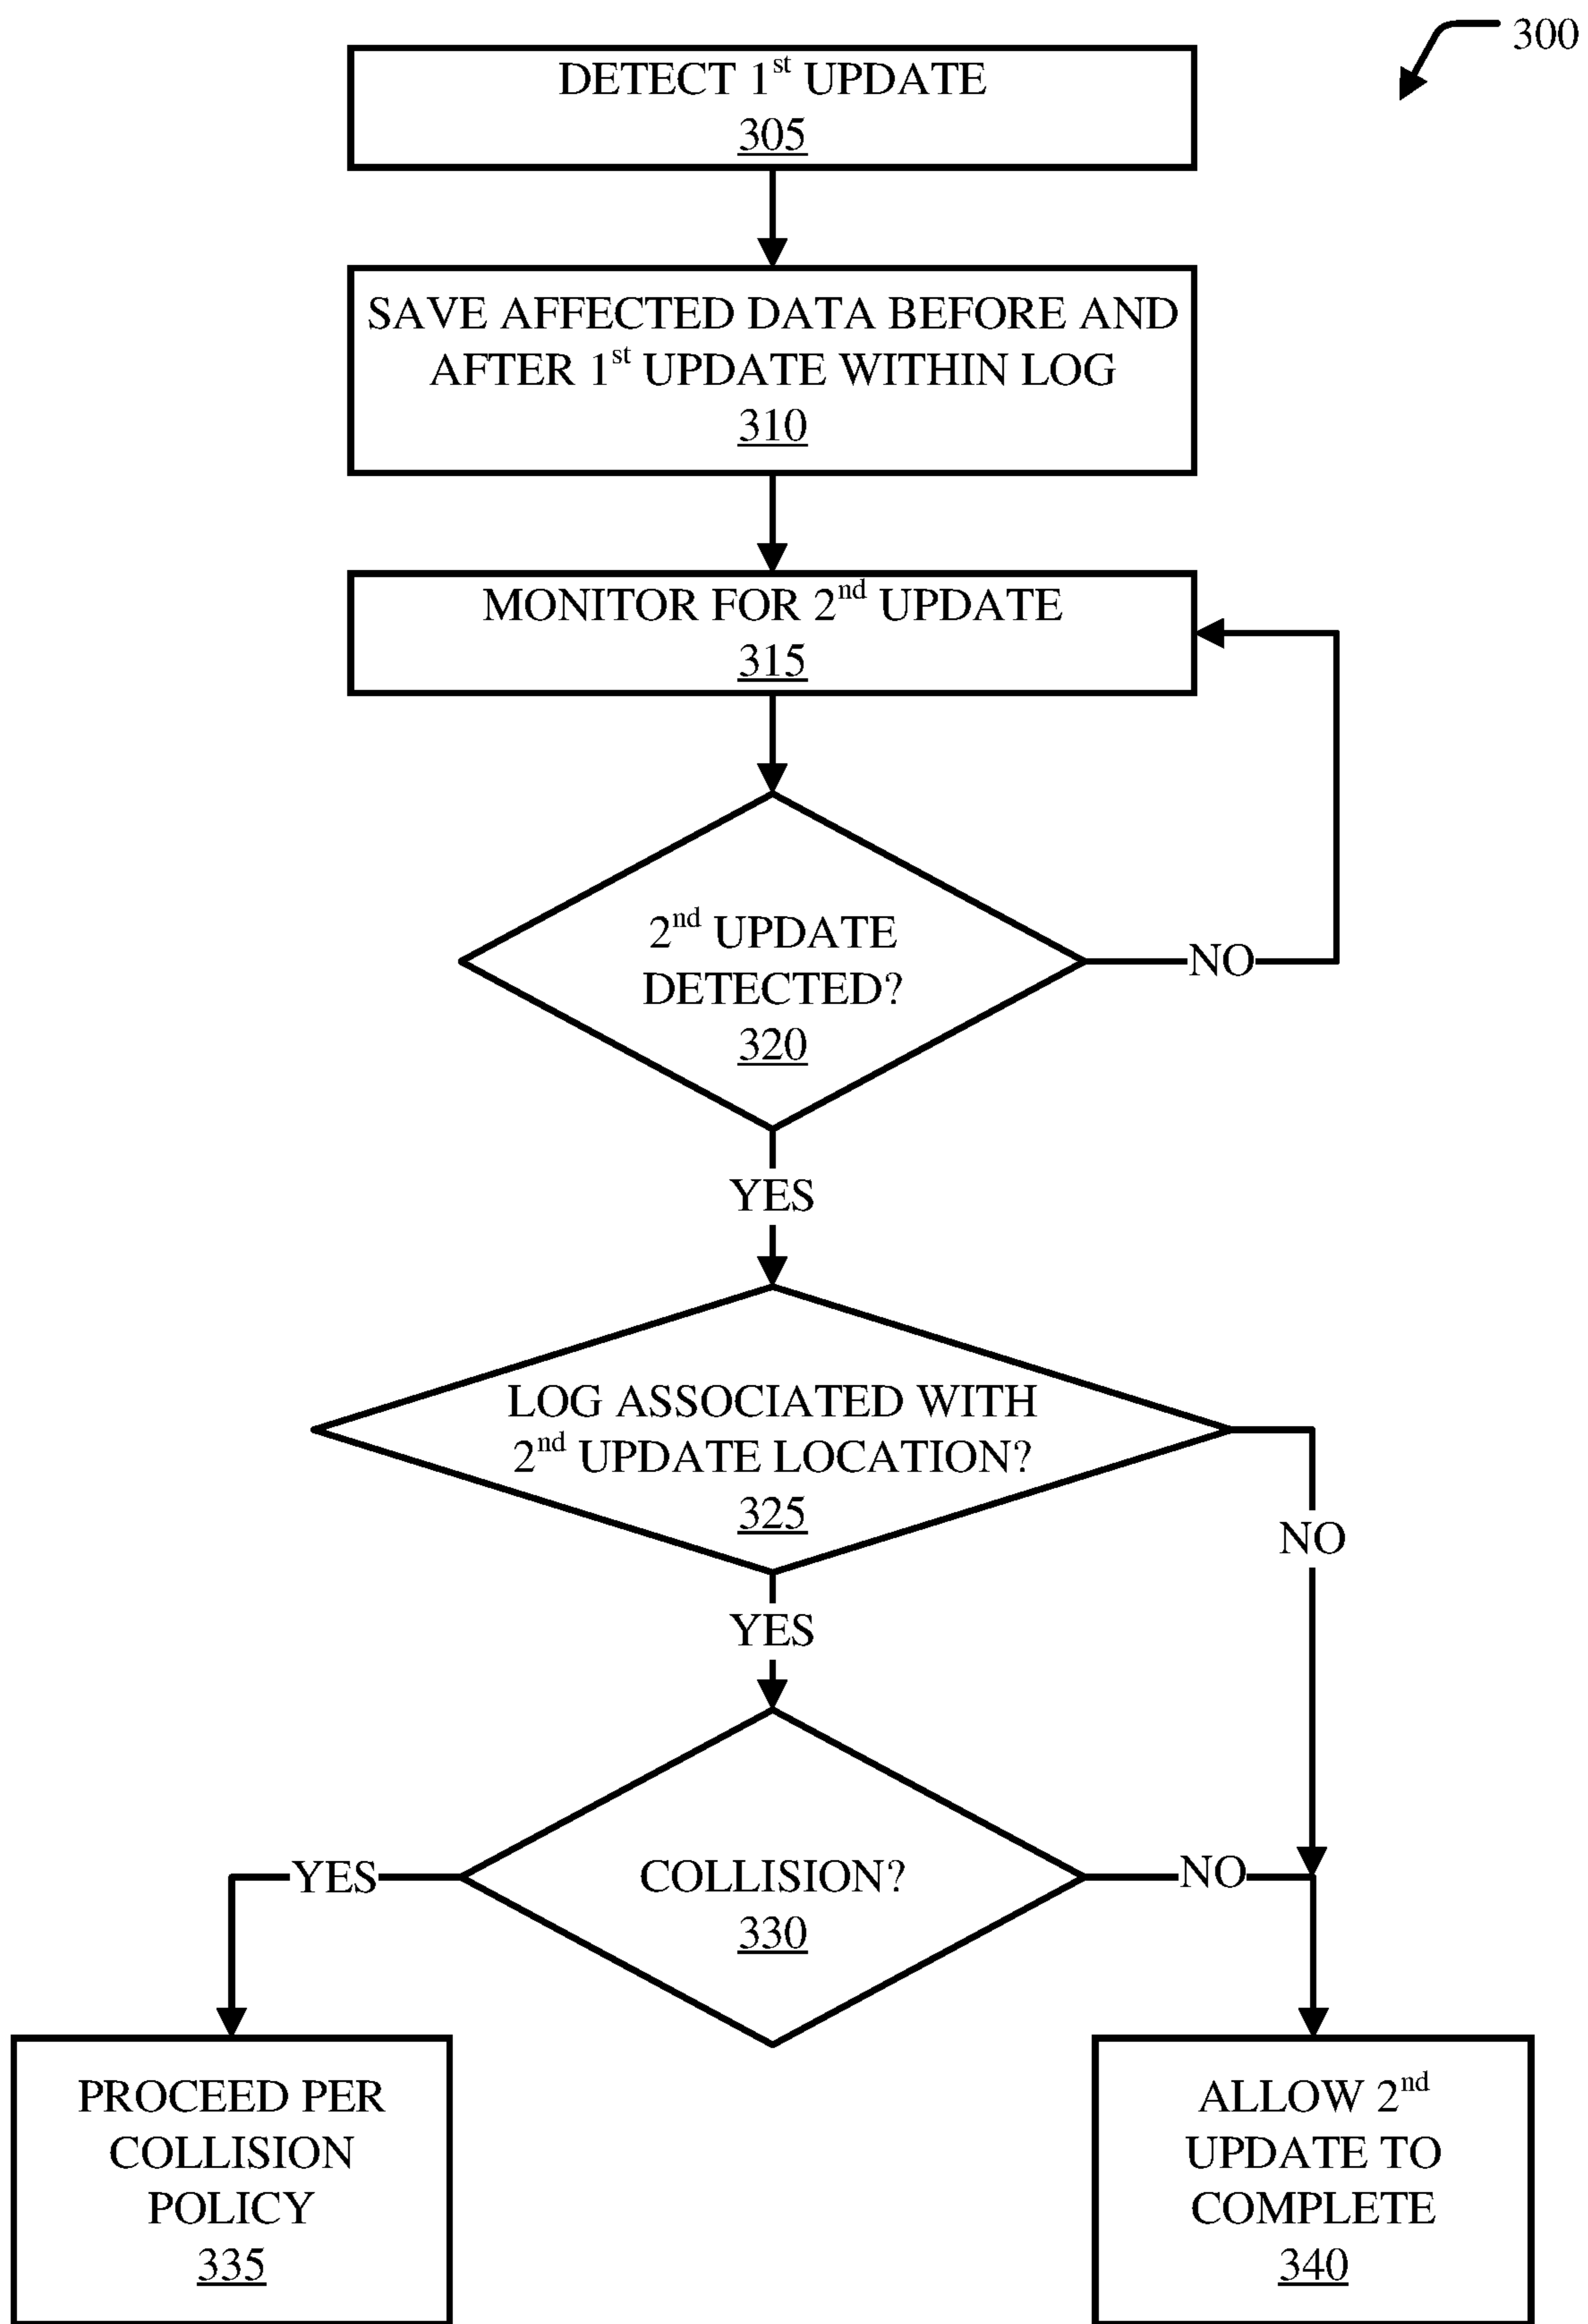 300
DETECT 1st UPDATE
305
SAVE AFFECTED DATA BEFORE AND
AFTER 1st UPDATE WITHIN LOG
310
MONITOR FOR 2nd UPDATE
315
2nd UPDATE
DETECTED?
320
NO
YES
LOG ASSOCIATED WITH
2nd UPDATE LOCATION?
325
NO
YES
COLLISION?
330
YES
NO
PROCEED PER
COLLISION
POLICY
335
ALLOW 2nd
UPDATE TO
COMPLETE
340